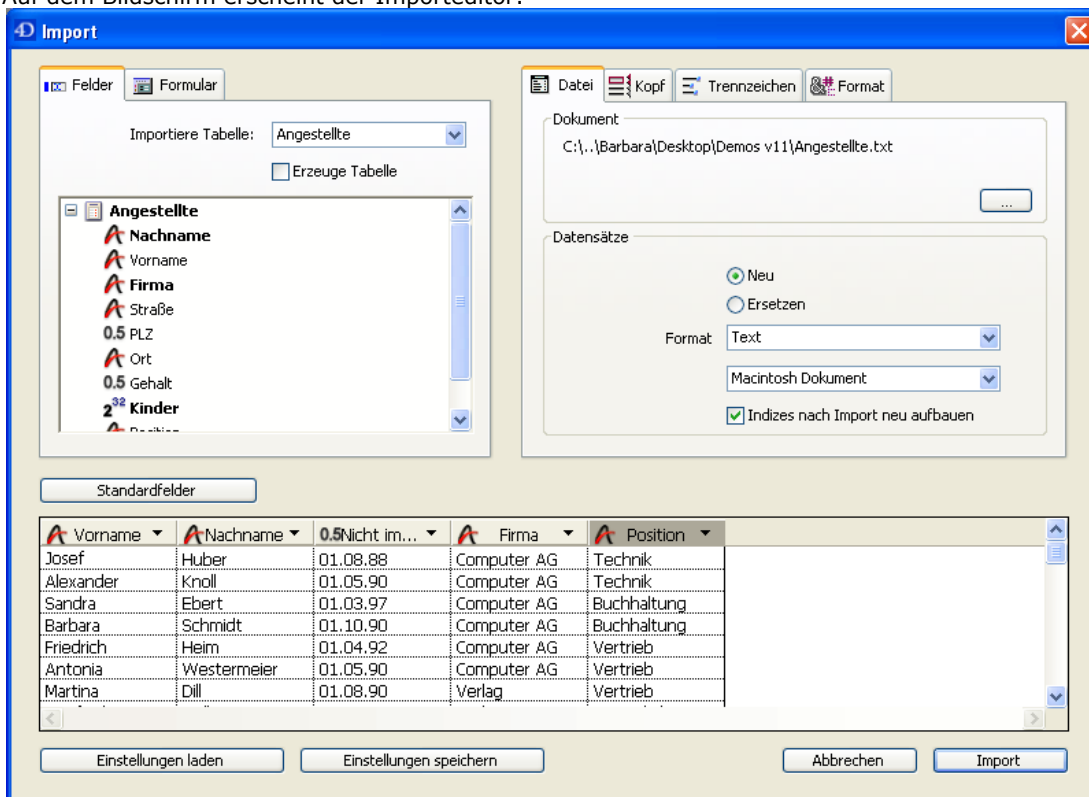 Auf dem Bildschirm erscheint der Importeditor:
4D Import
Felder Formular
Importiere Tabelle: Angestellte
Erzeuge Tabelle
Angestellte
Nachname
Vorname
Firma
Straße
0.5 PLZ
Ort
0.5 Gehalt
2^32 Kinder
Position
Datei Kopf Trennzeichen Format
Dokument
C:\..\Barbara\Desktop\Demos v11\Angestellte.txt
...
Datensätze
Neu
Ersetzen
Format Text
Macintosh Dokument
Indizes nach Import neu aufbauen
Standardfelder
Vorname Nachname 0.5Nicht im... Firma Position
Josef Huber 01.08.88 Computer AG Technik
Alexander Knoll 01.05.90 Computer AG Technik
Sandra Ebert 01.03.97 Computer AG Buchhaltung
Barbara Schmidt 01.10.90 Computer AG Buchhaltung
Friedrich Heim 01.04.92 Computer AG Vertrieb
Antonia Westermeier 01.05.90 Computer AG Vertrieb
Martina Dill 01.08.90 Verlag Vertrieb
Einstellungen laden Einstellungen speichern Abbrechen Import